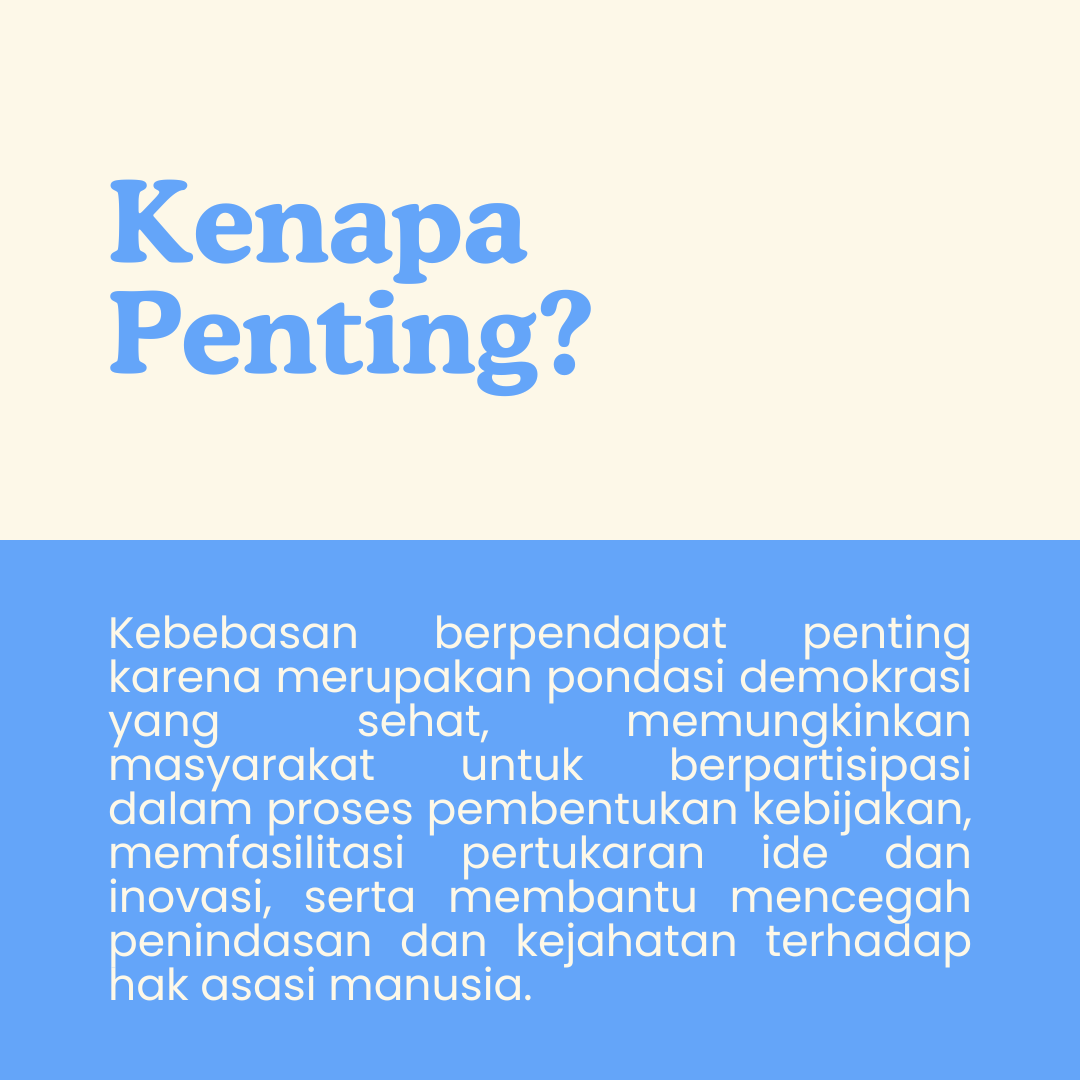 Kenapa
Penting?
Kebebasan berpendapat penting
karena merupakan pondasi demokrasi
yang sehat, memungkinkan
masyarakat untuk berpartisipasi
dalam proses pembentukan kebijakan,
memfasilitasi pertukaran ide dan
inovasi, serta membantu mencegah
penindasan dan kejahatan terhadap
hak asasi manusia.